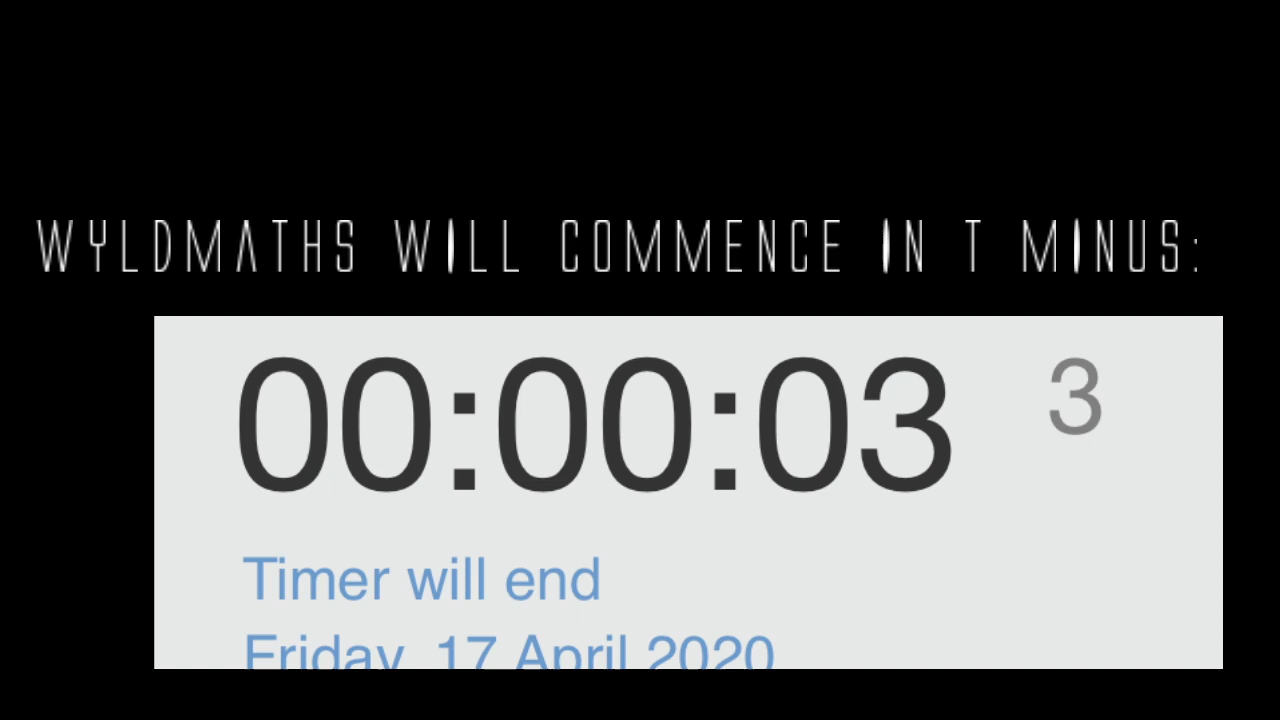 WYLDMATHS WILL COMMENCE IN T MINUS:
00:00:03 3
Timer will end
Friday, 17 April 2020